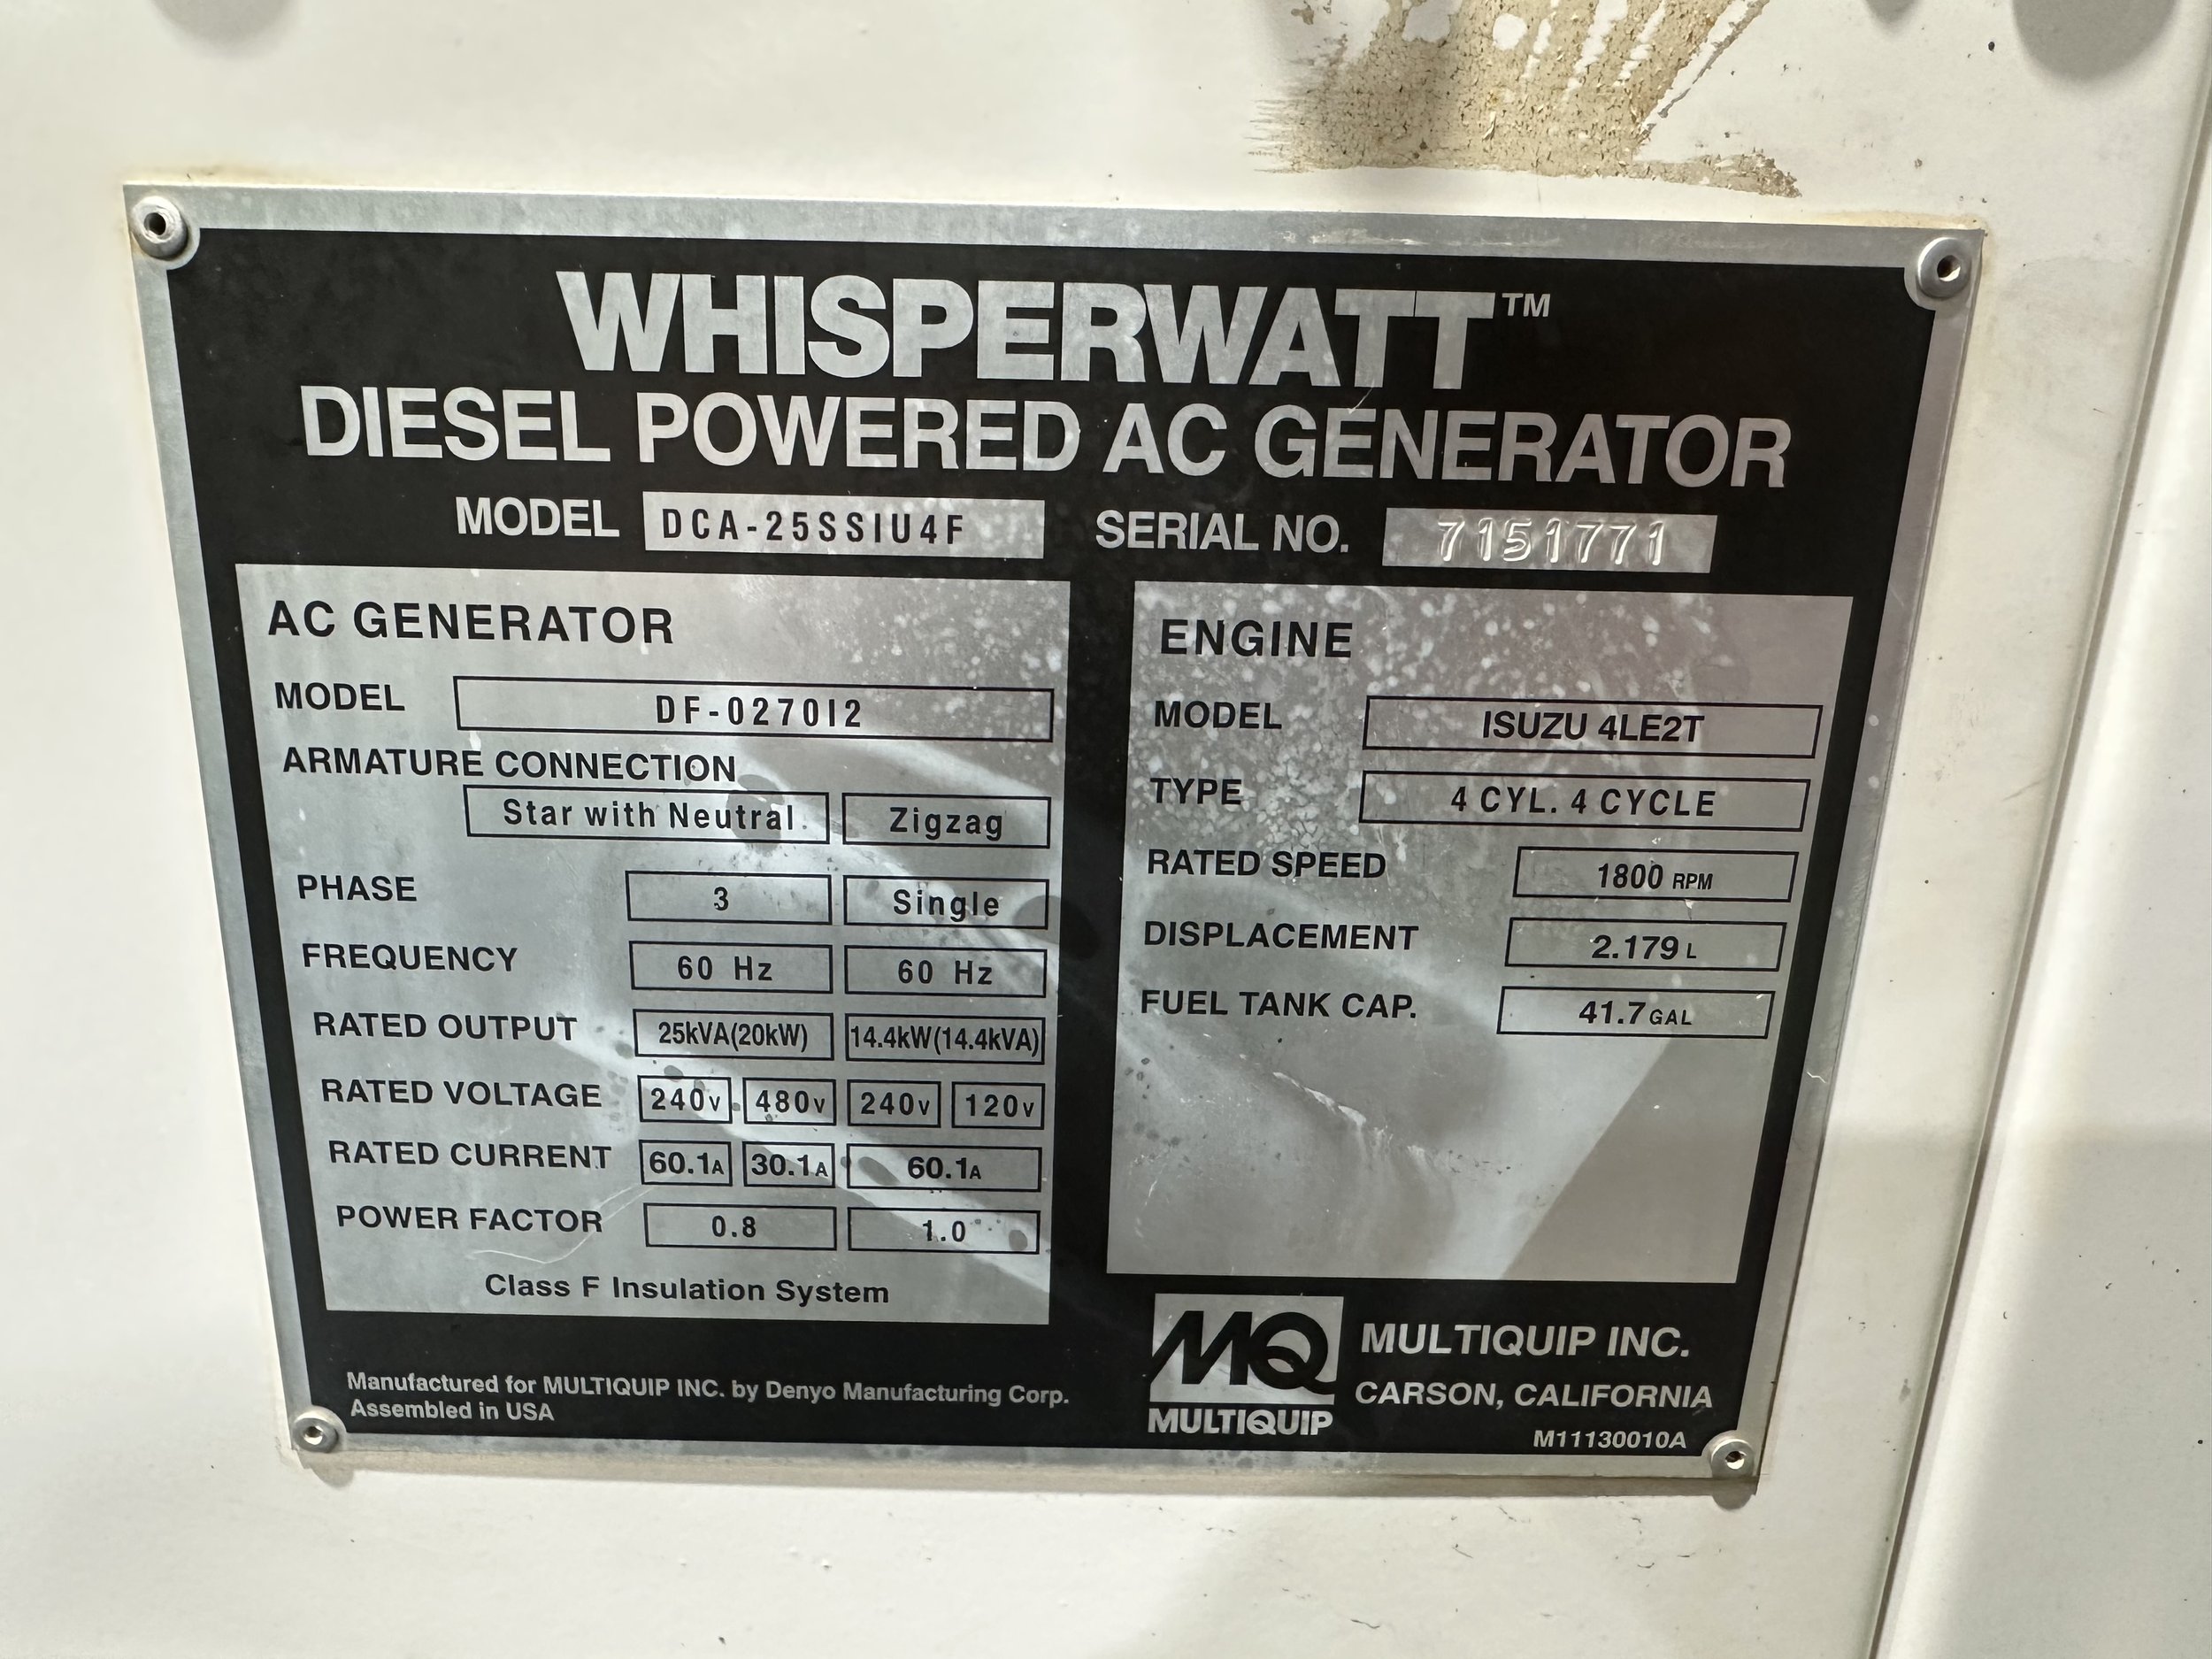 WHISPERWATT™
DIESEL POWERED AC GENERATOR
MODEL DCA-25SSIU4F SERIAL NO. 7151771
AC GENERATOR
MODEL DF-0270I2
ARMATURE CONNECTION
Star with Neutral Zigzag
PHASE 3 Single
FREQUENCY 60 Hz 60 Hz
RATED OUTPUT 25kVA(20kW) 14.4kW(14.4kVA)
RATED VOLTAGE 240V 480V 240V 120V
RATED CURRENT 60.1A 30.1A 60.1A
POWER FACTOR 0.8 1.0
Class F Insulation System
ENGINE
MODEL ISUZU 4LE2T
TYPE 4 CYL. 4 CYCLE
RATED SPEED 1800 RPM
DISPLACEMENT 2.179 L
FUEL TANK CAP. 41.7 GAL
Manufactured for MULTIQUIP INC. by Denyo Manufacturing Corp.
Assembled in USA
MQ
MULTIQUIP
MULTIQUIP INC.
CARSON, CALIFORNIA
M11130010A